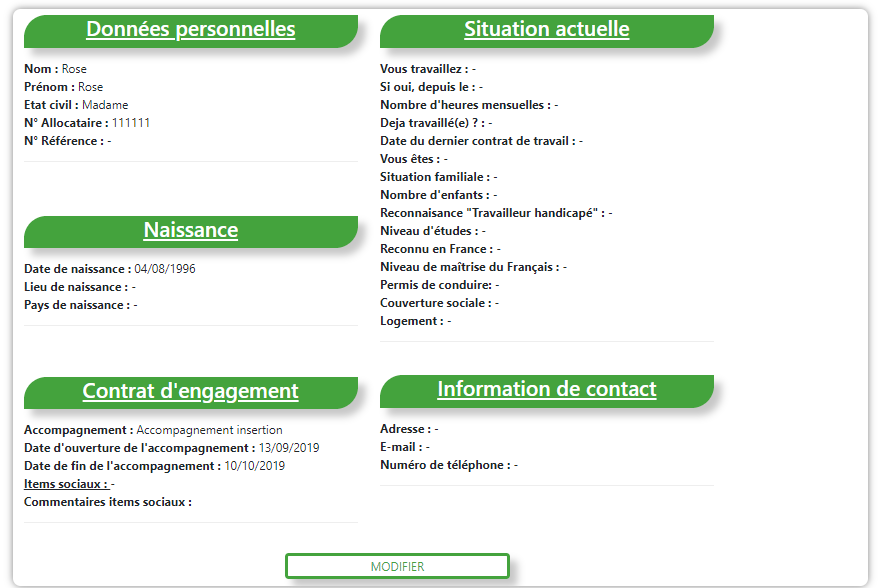 Données personnelles
Nom : Rose
Prénom : Rose
Etat civil : Madame
N° Allocataire : 111111
N° Référence : -
Naissance
Date de naissance : 04/08/1996
Lieu de naissance : -
Pays de naissance : -
Contrat d'engagement
Accompagnement : Accompagnement insertion
Date d'ouverture de l'accompagnement : 13/09/2019
Date de fin de l'accompagnement : 10/10/2019
Items sociaux : -
Commentaires items sociaux :
Situation actuelle
Vous travaillez : -
Si oui, depuis le : -
Nombre d'heures mensuelles : -
Deja travaillé(e) ? : -
Date du dernier contrat de travail : -
Vous êtes : -
Situation familiale : -
Nombre d'enfants : -
Reconnaisance "Travailleur handicapé" : -
Niveau d'études : -
Reconnu en France : -
Niveau de maîtrise du Français : -
Permis de conduire: -
Couverture sociale : -
Logement : -
Information de contact
Adresse : -
E-mail : -
Numéro de téléphone : -
MODIFIER